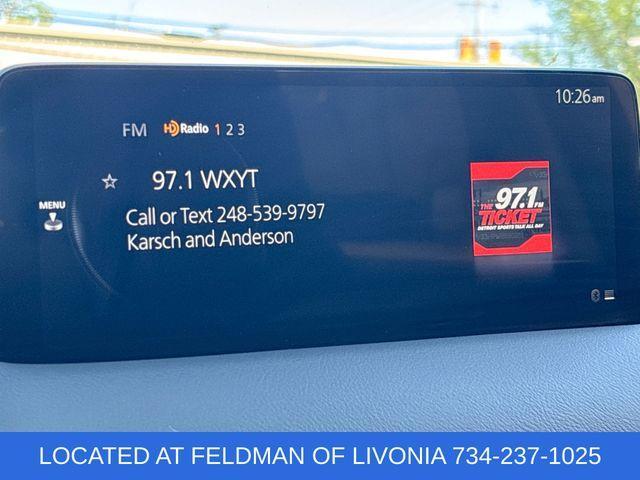 10:26am
FM HD Radio 1 2 3
97.1 WXYT
MENU
Call or Text 248-539-9797
Karsch and Anderson
THE 97.1 FM
TICKET
DETROIT SPORTS TALK ALL DAY
LOCATED AT FELDMAN OF LIVONIA 734-237-1025